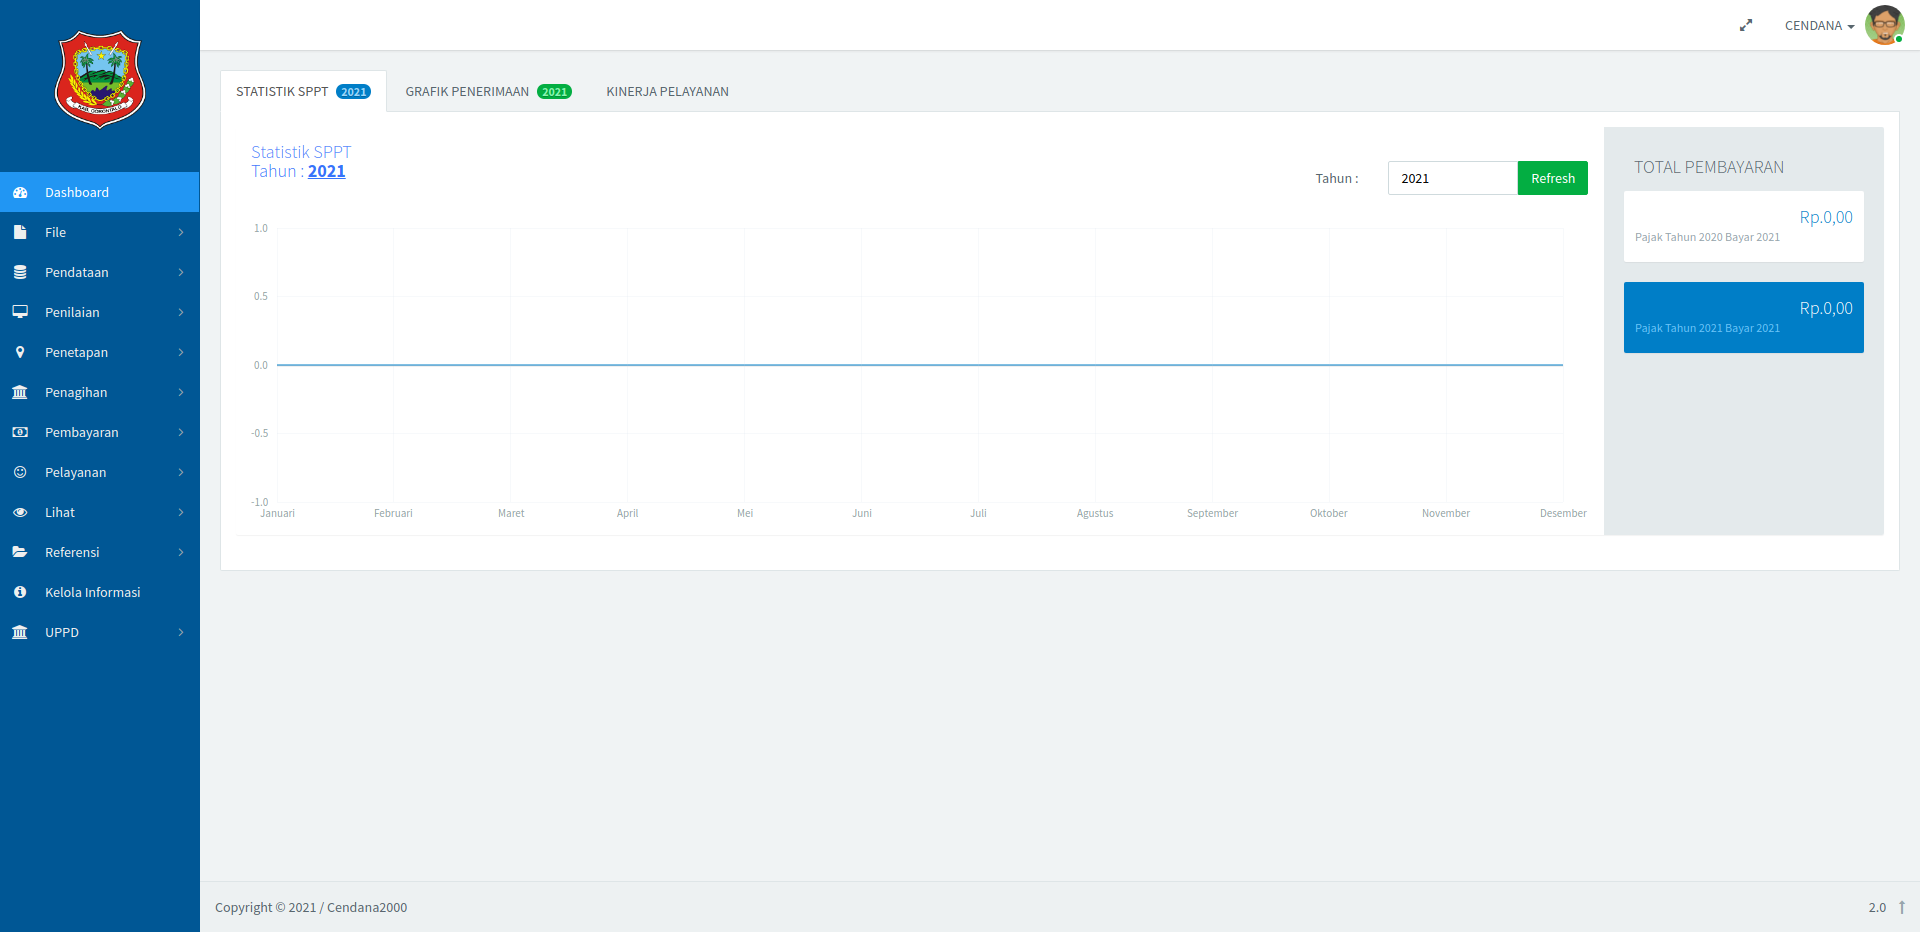 KAB. GORONTALO
CENDANA
Dashboard
File
Pendataan
Penilaian
Penetapan
Penagihan
Pembayaran
Pelayanan
Lihat
Referensi
Kelola Informasi
UPPD
STATISTIK SPPT 2021
GRAFIK PENERIMAAN 2021
KINERJA PELAYANAN
Statistik SPPT
Tahun : 2021
Tahun :
2021
Refresh
1.0
0.5
0.0
-0.5
-1.0
Januari Februari Maret April Mei Juni Juli Agustus September Oktober November Desember
TOTAL PEMBAYARAN
Rp.0,00
Pajak Tahun 2020 Bayar 2021
Rp.0,00
Pajak Tahun 2021 Bayar 2021
Copyright © 2021 / Cendana2000
2.0